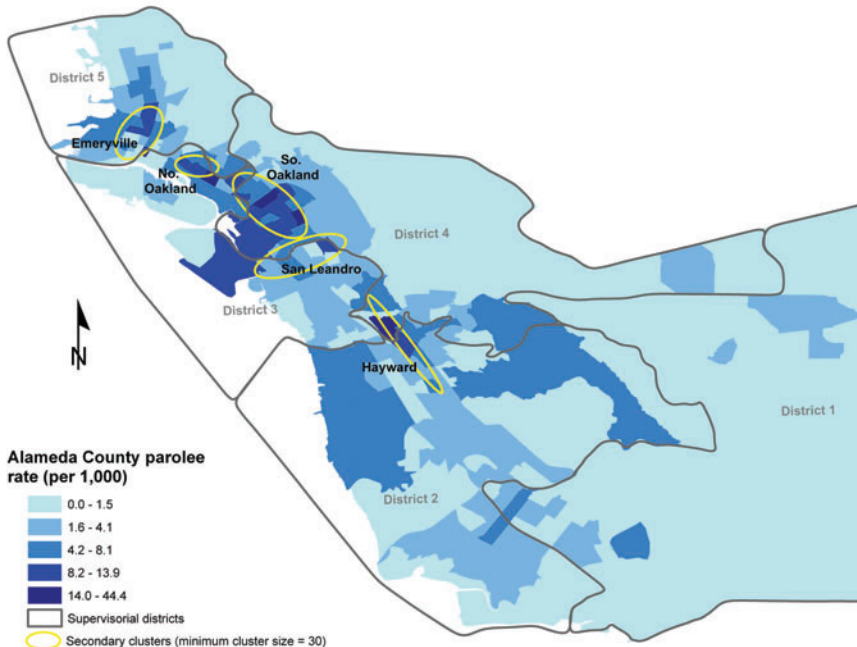 District 5
Emeryville
No.
Oakland
So.
Oakland
District 4
San Leandro
District 3
N
Hayward
District 1
Alameda County parolee
rate (per 1,000)
District 2
0.0 - 1.5
1.6 - 4.1
4.2 - 8.1
8.2 - 13.9
14.0 - 44.4
Supervisorial districts
Secondary clusters (minimum cluster size = 30)